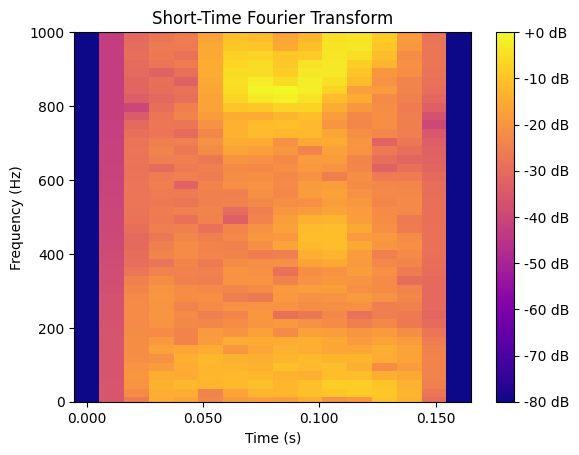 Short-Time Fourier Transform
1000
800
600
400
200
0
Frequency (Hz)
0.000
0.050
0.100
0.150
Time (s)
+0 dB
-10 dB
-20 dB
-30 dB
-40 dB
-50 dB
-60 dB
-70 dB
-80 dB